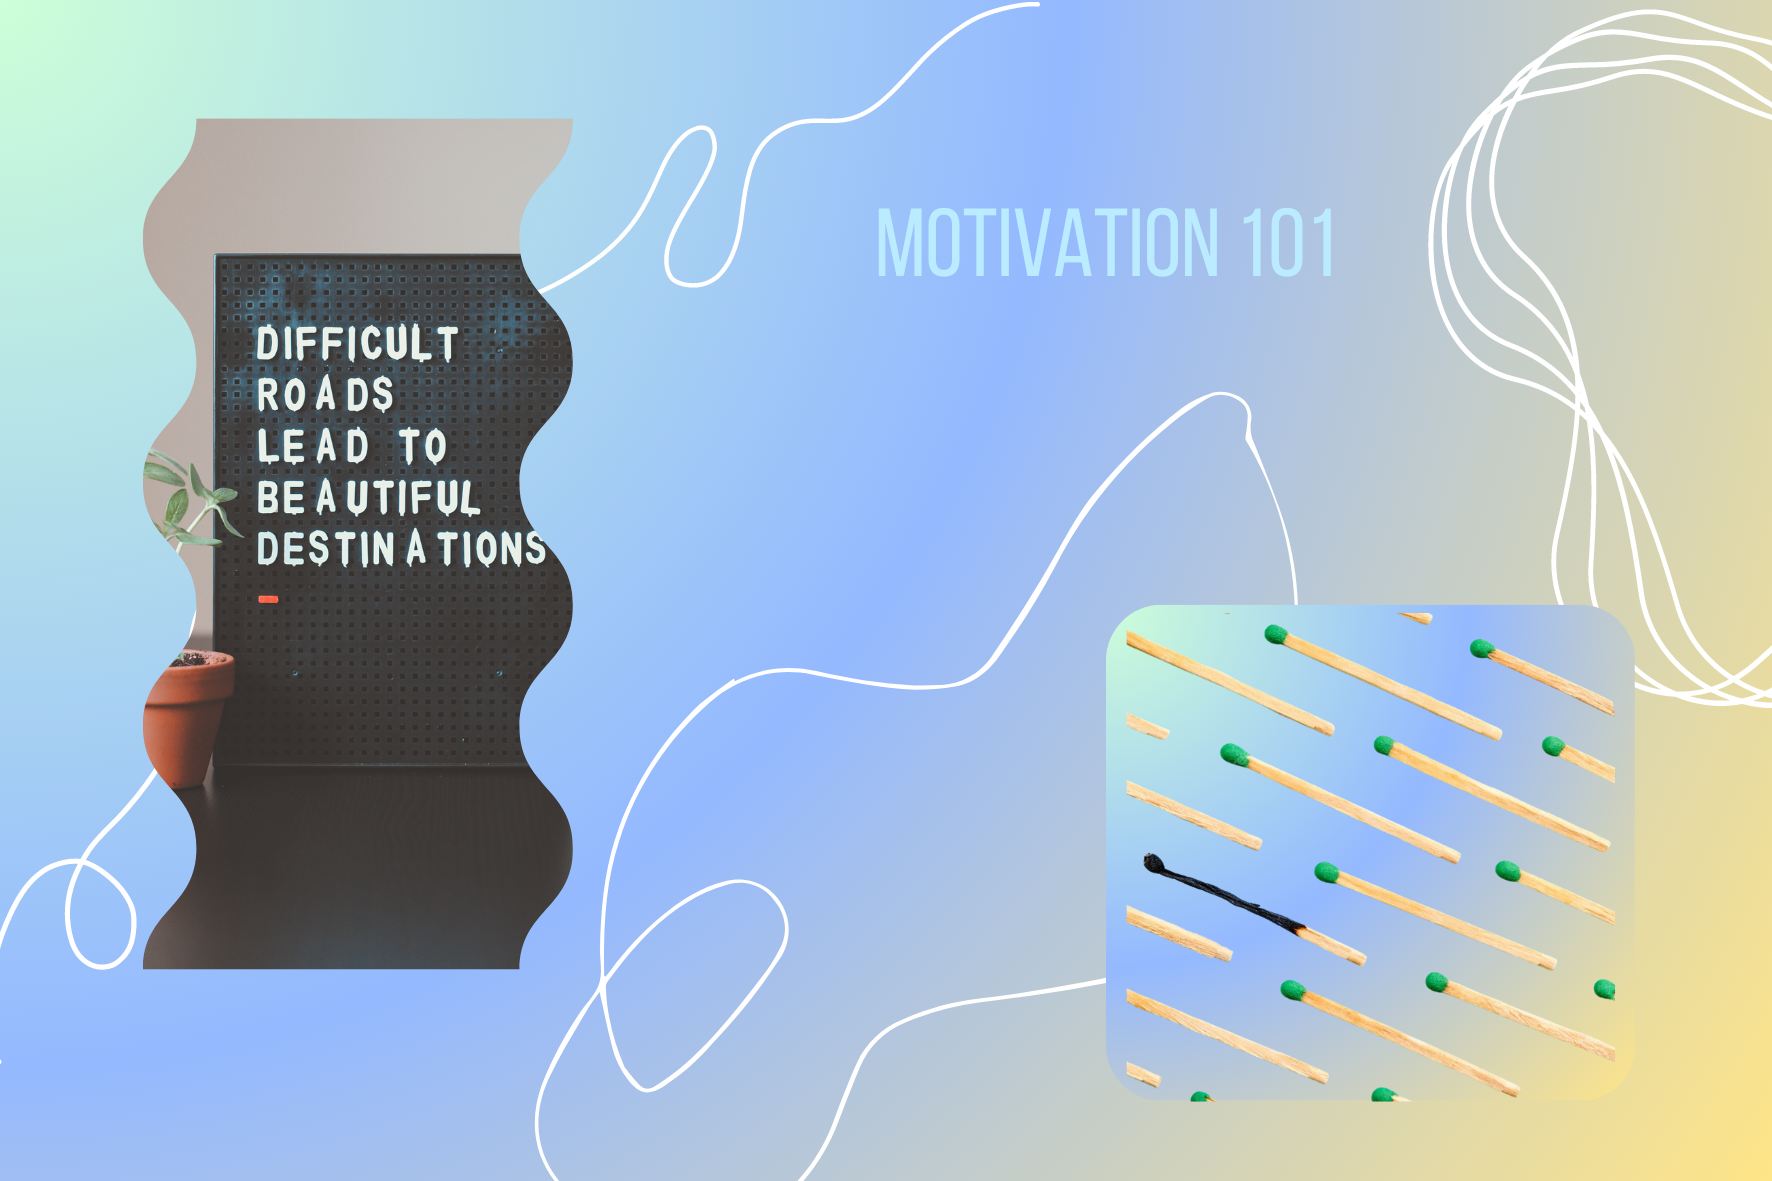 MOTIVATION 101
DIFFICULT
ROADS
LEAD TO
BEAUTIFUL
DESTINATIONS